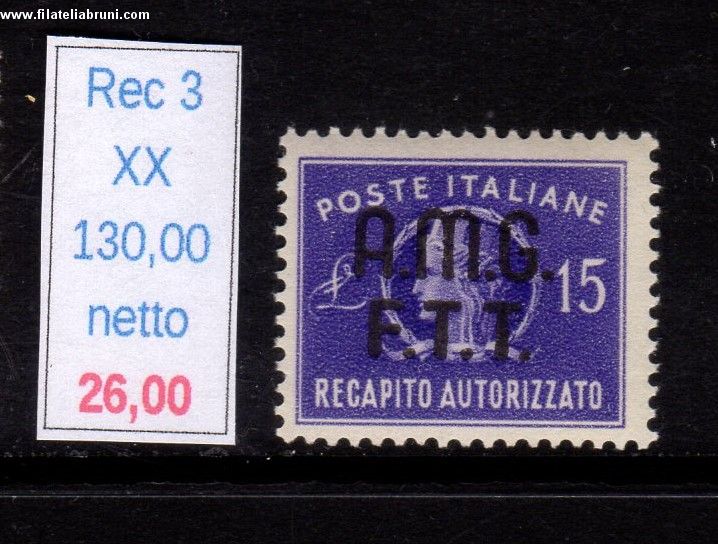 www.filateliabruni.com
Rec 3
XX
130,00
netto
26,00
POSTE ITALIANE
A.M.G.
F.T.T.
£ 15
RECAPITO AUTORIZZATO